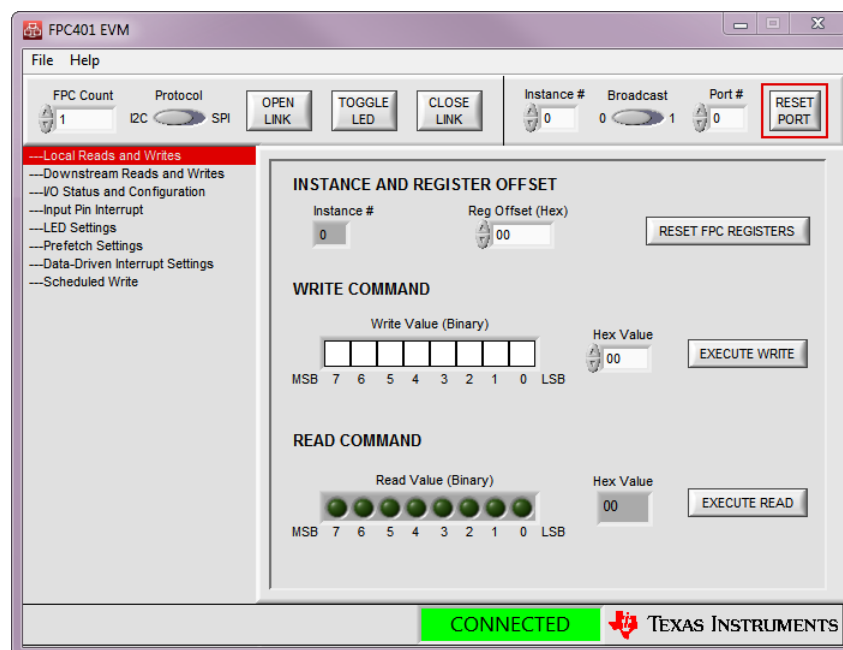 FPC401 EVM
File Help
FPC Count Protocol Instance # Broadcast Port #
1 I2C SPI OPEN LINK TOGGLE LED CLOSE LINK 0 0 1 0 RESET PORT
---Local Reads and Writes
---Downstream Reads and Writes
---I/O Status and Configuration
---Input Pin Interrupt
---LED Settings
---Prefetch Settings
---Data-Driven Interrupt Settings
---Scheduled Write
INSTANCE AND REGISTER OFFSET
Instance # Reg Offset (Hex)
0 00 RESET FPC REGISTERS
WRITE COMMAND
Write Value (Binary) Hex Value
00 EXECUTE WRITE
MSB 7 6 5 4 3 2 1 0 LSB
READ COMMAND
Read Value (Binary) Hex Value
00 EXECUTE READ
MSB 7 6 5 4 3 2 1 0 LSB
CONNECTED TEXAS INSTRUMENTS